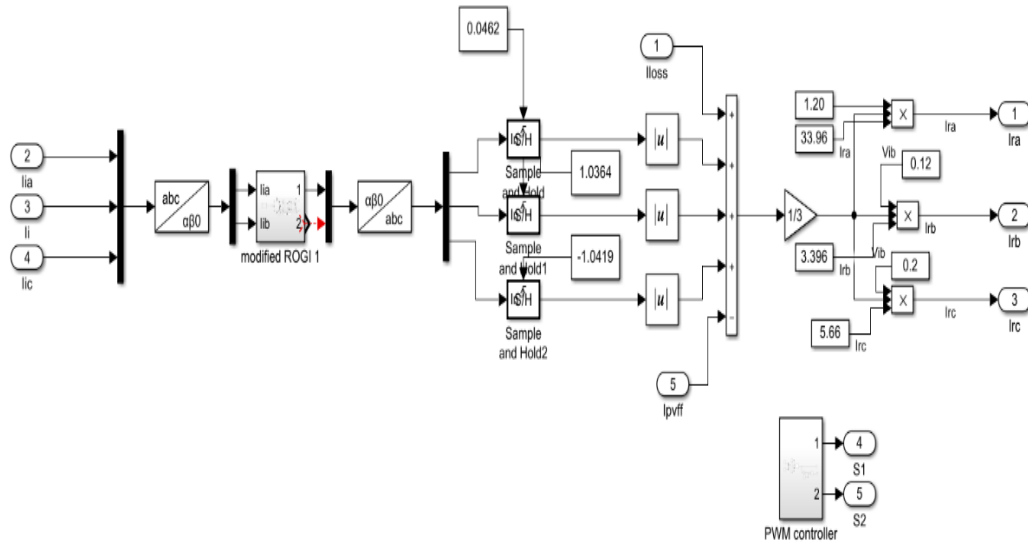 0.0462
1
Iloss
2
Iia
3
Ii
4
Iic
abc
αβ0
Iia
Iib
1
2
modified ROGI 1
αβ0
abc
S/H
Sample
and Hold
1.0364
S/H
Sample
and Hold1
-1.0419
S/H
Sample
and Hold2
|u|
|u|
|u|
+
+
+
+
−
5
Ipvff
1/3
1.20
33.96
Ira
×
Ira
1
Ira
Vib
0.12
3.396
Irb
×
Irb
2
Irb
Vib
0.2
5.66
Irc
×
Irc
3
Irc
1
2
PWM controller
4
S1
5
S2